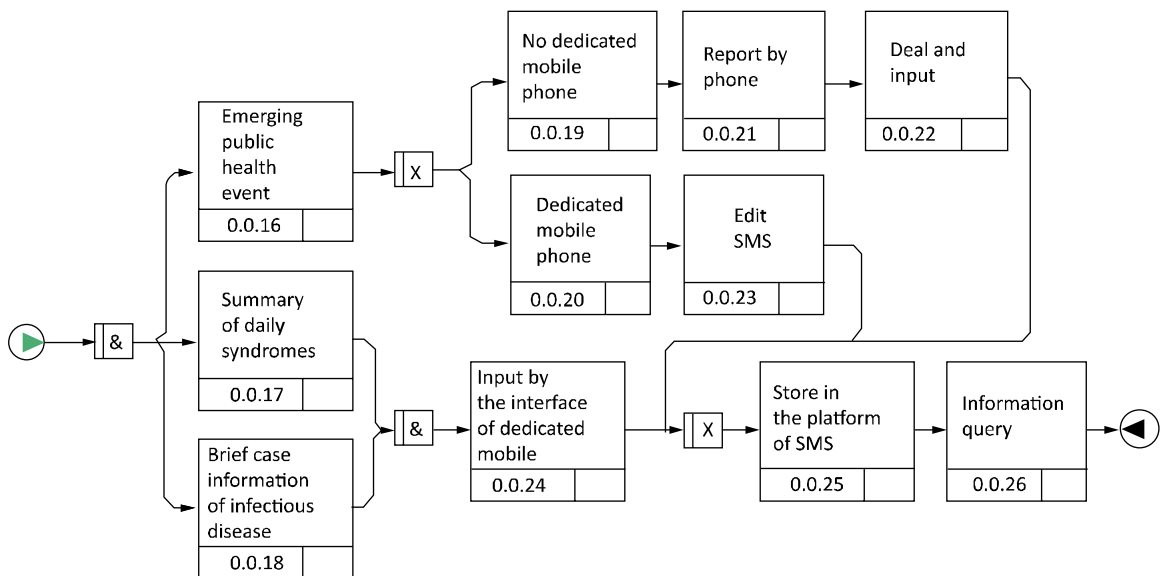 No dedicated
mobile
phone
0.0.19
Report by
phone
0.0.21
Deal and
input
0.0.22
Emerging
public
health
event
0.0.16
X
Dedicated
mobile
phone
0.0.20
Edit
SMS
0.0.23
Summary
of daily
syndromes
0.0.17
&
Brief case
information
of infectious
disease
0.0.18
&
Input by
the interface
of dedicated
mobile
0.0.24
X
Store in
the platform
of SMS
0.0.25
Information
query
0.0.26